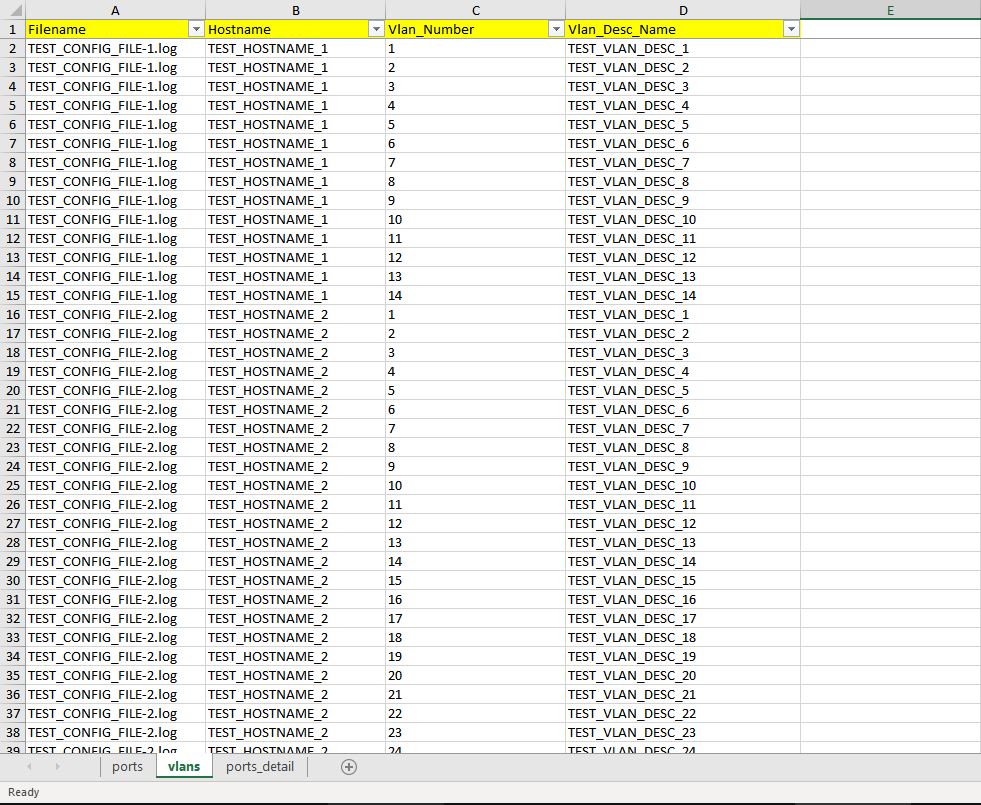 A B C D E
1 Filename Hostname Vlan_Number Vlan_Desc_Name
2 TEST_CONFIG_FILE-1.log TEST_HOSTNAME_1 1 TEST_VLAN_DESC_1
3 TEST_CONFIG_FILE-1.log TEST_HOSTNAME_1 2 TEST_VLAN_DESC_2
4 TEST_CONFIG_FILE-1.log TEST_HOSTNAME_1 3 TEST_VLAN_DESC_3
5 TEST_CONFIG_FILE-1.log TEST_HOSTNAME_1 4 TEST_VLAN_DESC_4
6 TEST_CONFIG_FILE-1.log TEST_HOSTNAME_1 5 TEST_VLAN_DESC_5
7 TEST_CONFIG_FILE-1.log TEST_HOSTNAME_1 6 TEST_VLAN_DESC_6
8 TEST_CONFIG_FILE-1.log TEST_HOSTNAME_1 7 TEST_VLAN_DESC_7
9 TEST_CONFIG_FILE-1.log TEST_HOSTNAME_1 8 TEST_VLAN_DESC_8
10 TEST_CONFIG_FILE-1.log TEST_HOSTNAME_1 9 TEST_VLAN_DESC_9
11 TEST_CONFIG_FILE-1.log TEST_HOSTNAME_1 10 TEST_VLAN_DESC_10
12 TEST_CONFIG_FILE-1.log TEST_HOSTNAME_1 11 TEST_VLAN_DESC_11
13 TEST_CONFIG_FILE-1.log TEST_HOSTNAME_1 12 TEST_VLAN_DESC_12
14 TEST_CONFIG_FILE-1.log TEST_HOSTNAME_1 13 TEST_VLAN_DESC_13
15 TEST_CONFIG_FILE-1.log TEST_HOSTNAME_1 14 TEST_VLAN_DESC_14
16 TEST_CONFIG_FILE-2.log TEST_HOSTNAME_2 1 TEST_VLAN_DESC_1
17 TEST_CONFIG_FILE-2.log TEST_HOSTNAME_2 2 TEST_VLAN_DESC_2
18 TEST_CONFIG_FILE-2.log TEST_HOSTNAME_2 3 TEST_VLAN_DESC_3
19 TEST_CONFIG_FILE-2.log TEST_HOSTNAME_2 4 TEST_VLAN_DESC_4
20 TEST_CONFIG_FILE-2.log TEST_HOSTNAME_2 5 TEST_VLAN_DESC_5
21 TEST_CONFIG_FILE-2.log TEST_HOSTNAME_2 6 TEST_VLAN_DESC_6
22 TEST_CONFIG_FILE-2.log TEST_HOSTNAME_2 7 TEST_VLAN_DESC_7
23 TEST_CONFIG_FILE-2.log TEST_HOSTNAME_2 8 TEST_VLAN_DESC_8
24 TEST_CONFIG_FILE-2.log TEST_HOSTNAME_2 9 TEST_VLAN_DESC_9
25 TEST_CONFIG_FILE-2.log TEST_HOSTNAME_2 10 TEST_VLAN_DESC_10
26 TEST_CONFIG_FILE-2.log TEST_HOSTNAME_2 11 TEST_VLAN_DESC_11
27 TEST_CONFIG_FILE-2.log TEST_HOSTNAME_2 12 TEST_VLAN_DESC_12
28 TEST_CONFIG_FILE-2.log TEST_HOSTNAME_2 13 TEST_VLAN_DESC_13
29 TEST_CONFIG_FILE-2.log TEST_HOSTNAME_2 14 TEST_VLAN_DESC_14
30 TEST_CONFIG_FILE-2.log TEST_HOSTNAME_2 15 TEST_VLAN_DESC_15
31 TEST_CONFIG_FILE-2.log TEST_HOSTNAME_2 16 TEST_VLAN_DESC_16
32 TEST_CONFIG_FILE-2.log TEST_HOSTNAME_2 17 TEST_VLAN_DESC_17
33 TEST_CONFIG_FILE-2.log TEST_HOSTNAME_2 18 TEST_VLAN_DESC_18
34 TEST_CONFIG_FILE-2.log TEST_HOSTNAME_2 19 TEST_VLAN_DESC_19
35 TEST_CONFIG_FILE-2.log TEST_HOSTNAME_2 20 TEST_VLAN_DESC_20
36 TEST_CONFIG_FILE-2.log TEST_HOSTNAME_2 21 TEST_VLAN_DESC_21
37 TEST_CONFIG_FILE-2.log TEST_HOSTNAME_2 22 TEST_VLAN_DESC_22
38 TEST_CONFIG_FILE-2.log TEST_HOSTNAME_2 23 TEST_VLAN_DESC_23
39 TEST_CONFIG_FILE-2.log TEST_HOSTNAME_2 24 TEST_VLAN_DESC_24
ports vlans ports_detail
Ready